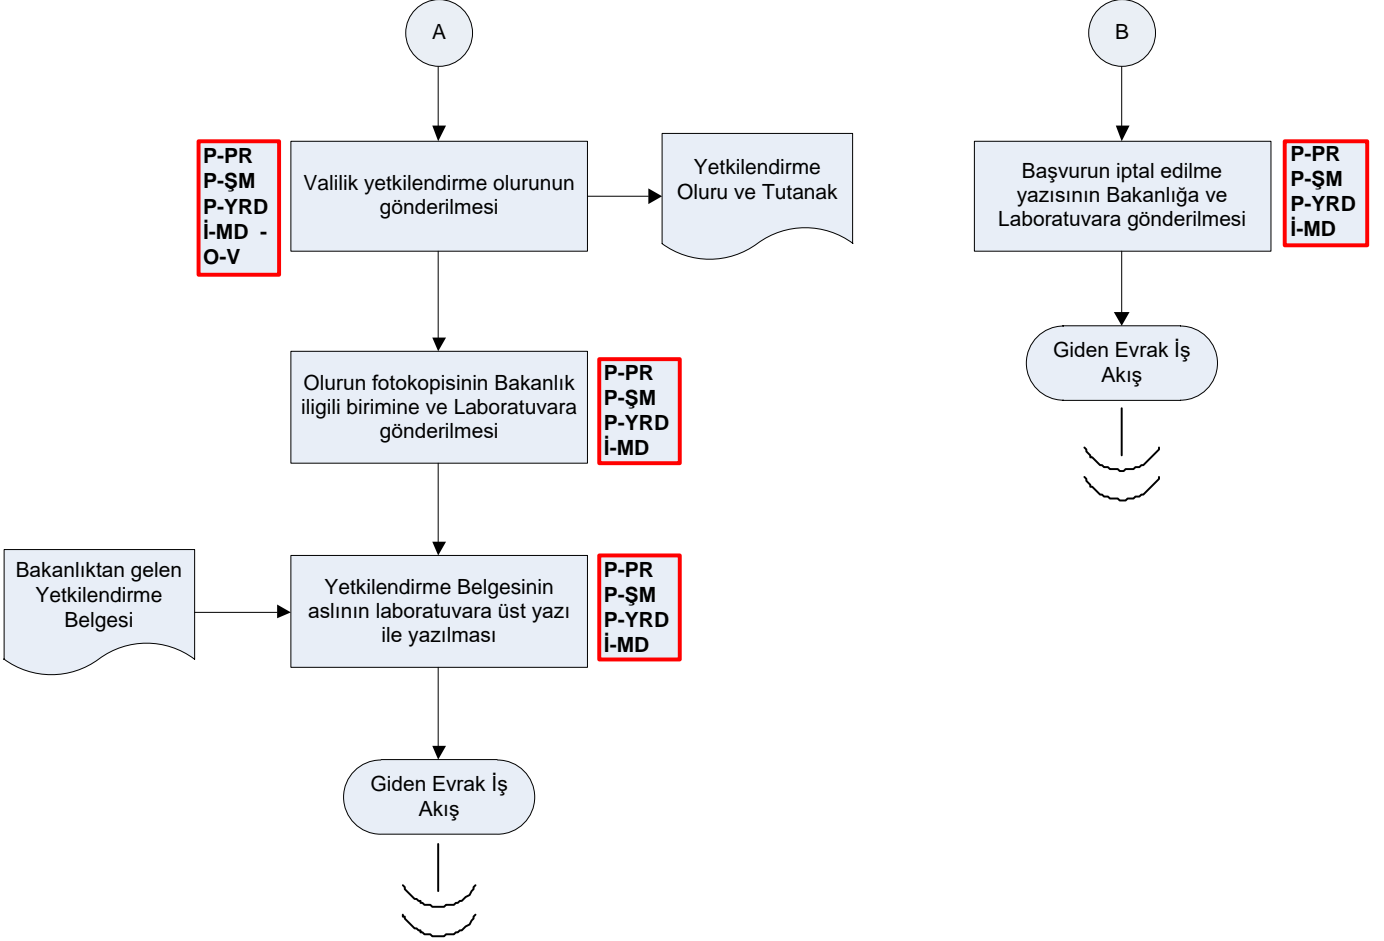 A
P-PR
P-ŞM
P-YRD
İ-MD -
O-V
Valilik yetkilendirme olurunun
gönderilmesi
Yetkilendirme
Oluru ve Tutanak
Olurun fotokopisinin Bakanlık
iligili birimine ve Laboratuvara
gönderilmesi
P-PR
P-ŞM
P-YRD
İ-MD
Bakanlıktan gelen
Yetkilendirme
Belgesi
Yetkilendirme Belgesinin
aslının laboratuvara üst yazı
ile yazılması
P-PR
P-ŞM
P-YRD
İ-MD
Giden Evrak İş
Akış
B
Başvurun iptal edilme
yazısının Bakanlığa ve
Laboratuvara gönderilmesi
P-PR
P-ŞM
P-YRD
İ-MD
Giden Evrak İş
Akış